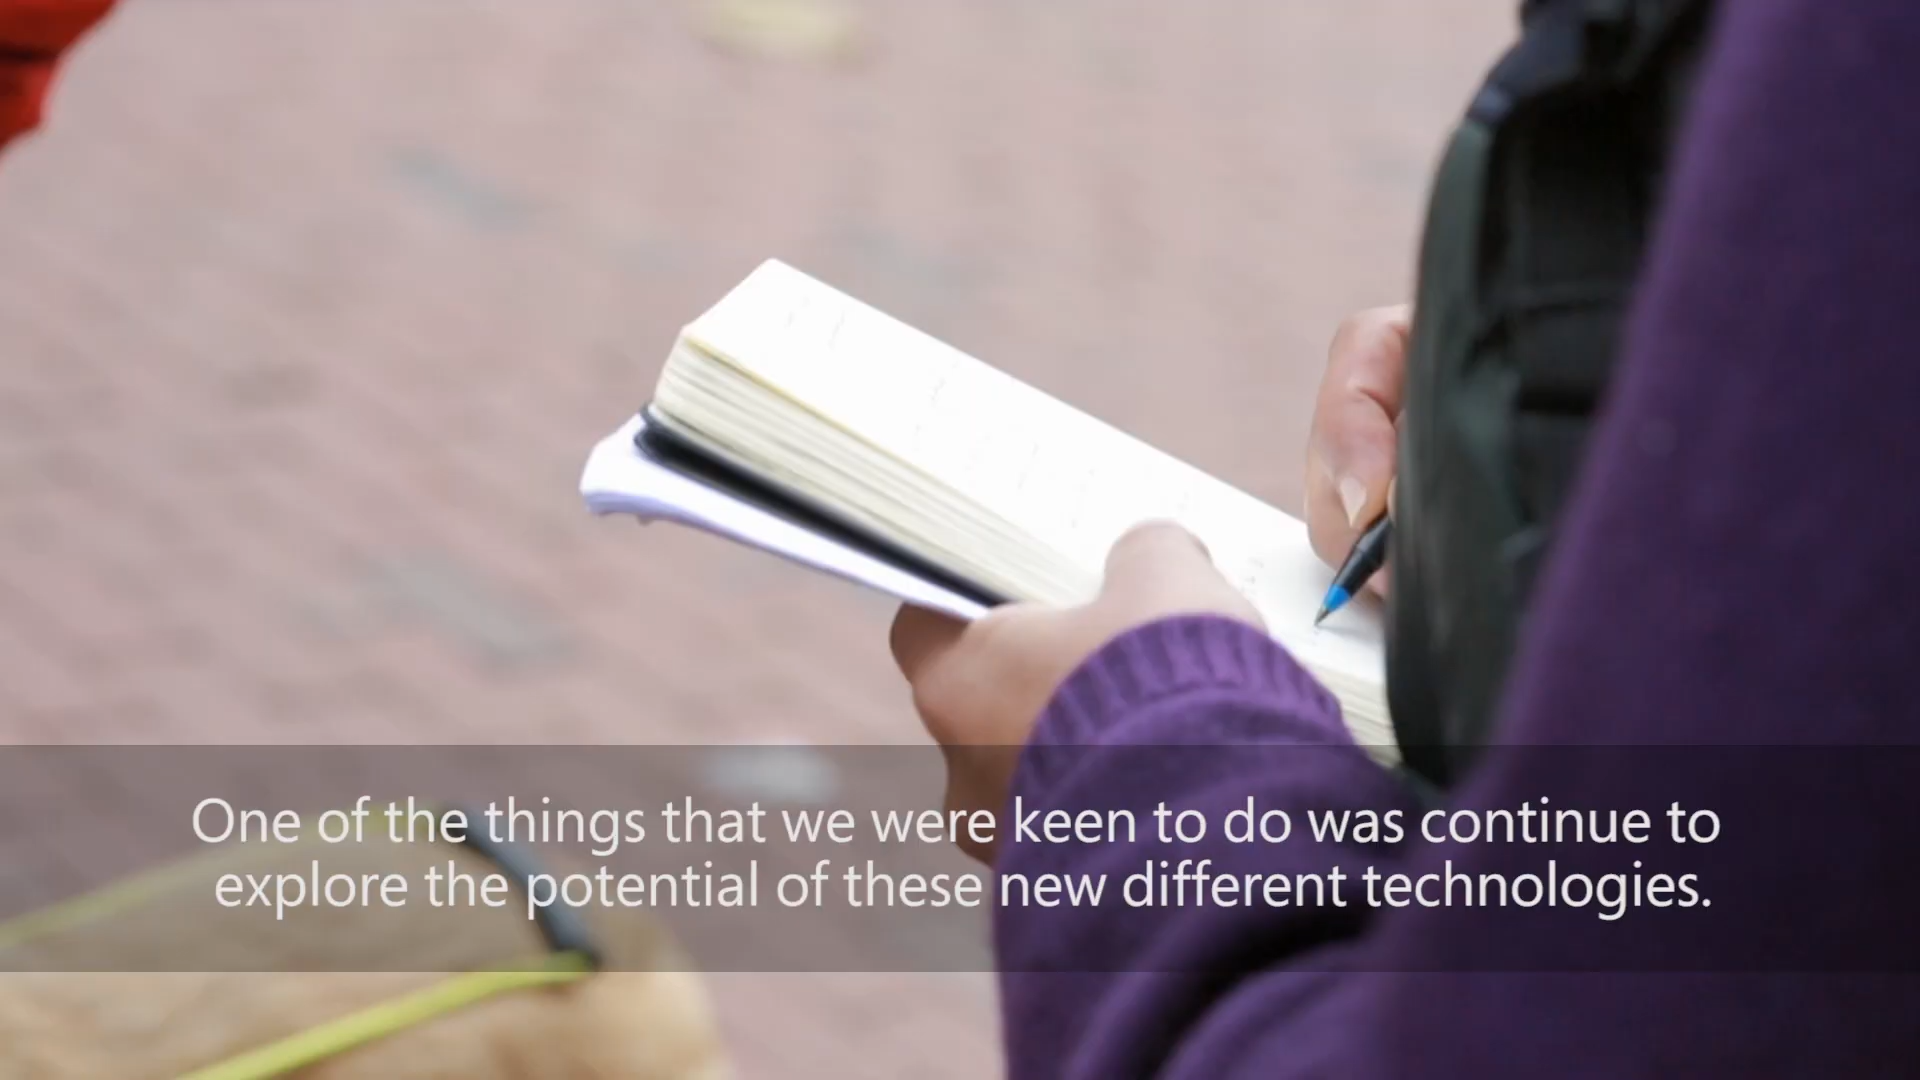 One of the things that we were keen to do was continue to
explore the potential of these new different technologies.